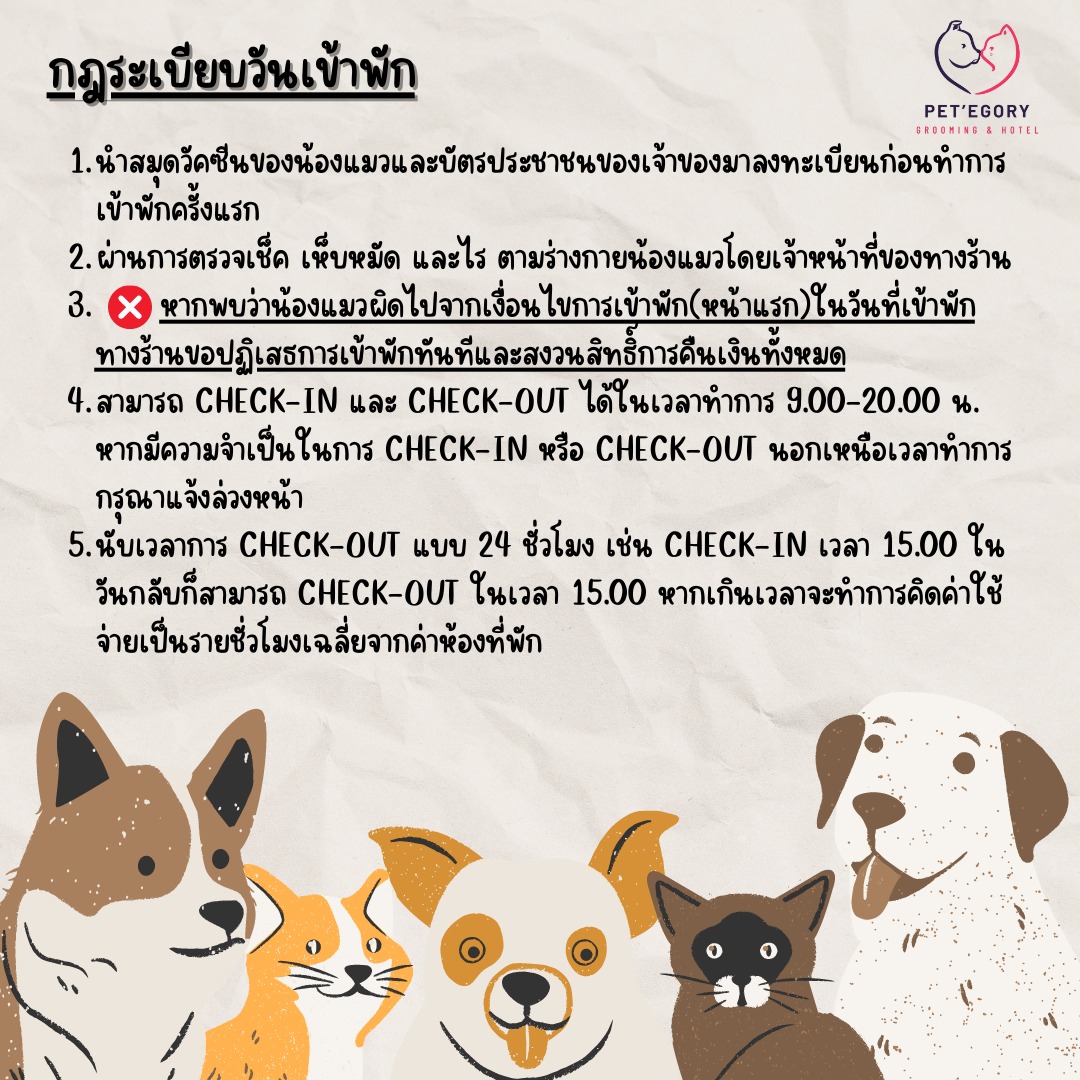 กฎระเบียบวันเข้าพัก
PET'EGORY
GROOMING & HOTEL
1. นำสมุดวัคซีนของน้องแมวและบัตรประชาชนของเจ้าของมาลงทะเบียนก่อนทำการ
เข้าพักครั้งแรก
2. ผ่านการตรวจเช็ค เห็บหมัด และไร ตามร่างกายน้องแมวโดยเจ้าหน้าที่ของทางร้าน
3. ❌ หากพบว่าน้องแมวผิดไปจากเงื่อนไขการเข้าพัก(หน้าแรก)ในวันที่เข้าพัก
ทางร้านขอปฏิเสธการเข้าพักทันทีและสงวนสิทธิ์การคืนเงินทั้งหมด
4. สามารถ CHECK-IN และ CHECK-OUT ได้ในเวลาทำการ 9.00-20.00 น.
หากมีความจำเป็นในการ CHECK-IN หรือ CHECK-OUT นอกเหนือเวลาทำการ
กรุณาแจ้งล่วงหน้า
5. นับเวลาการ CHECK-OUT แบบ 24 ชั่วโมง เช่น CHECK-IN เวลา 15.00 ใน
วันกลับก็สามารถ CHECK-OUT ในเวลา 15.00 หากเกินเวลาจะทำการคิดค่าใช้
จ่ายเป็นรายชั่วโมงเฉลี่ยจากค่าห้องที่พัก